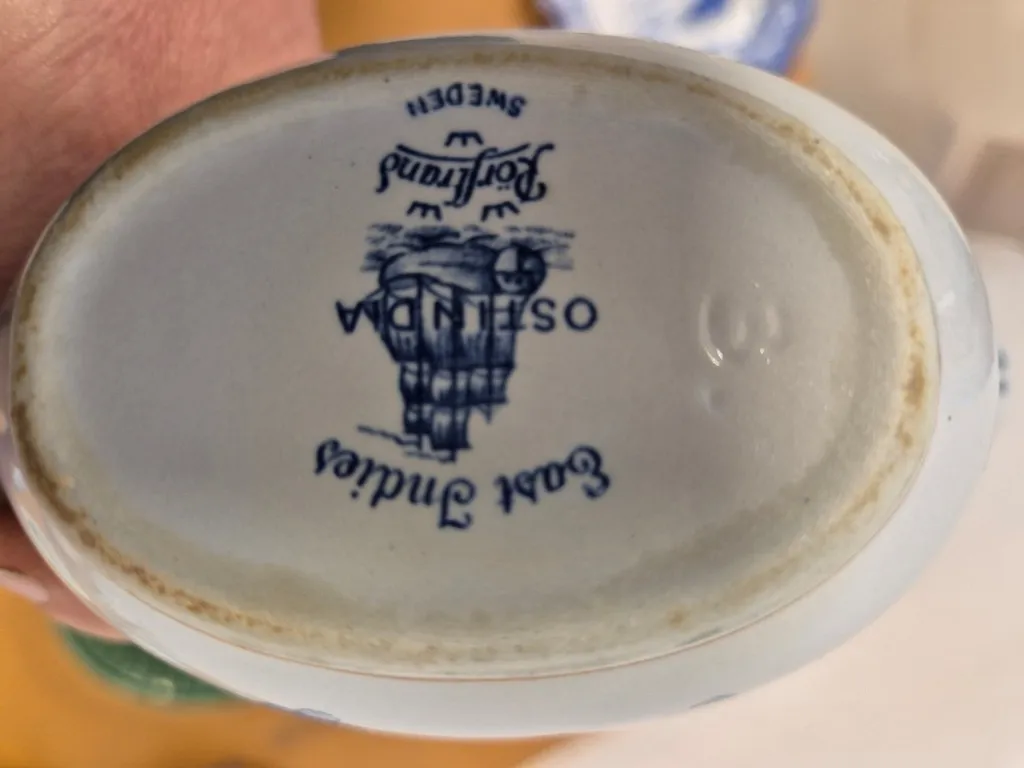 East Indies
OSTINDIA
Rörstrand
SWEDEN